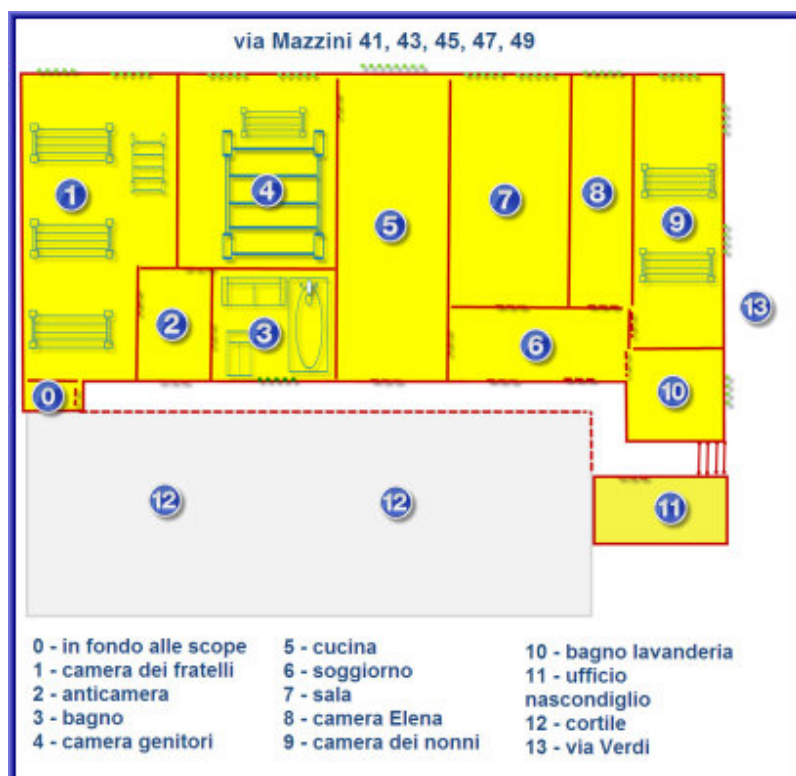 via Mazzini 41, 43, 45, 47, 49
1
4
5
7
8
9
2
3
6
13
0
10
12
12
11
0 - in fondo alle scope
1 - camera dei fratelli
2 - anticamera
3 - bagno
4 - camera genitori
5 - cucina
6 - soggiorno
7 - sala
8 - camera Elena
9 - camera dei nonni
10 - bagno lavanderia
11 - ufficio
nascondiglio
12 - cortile
13 - via Verdi